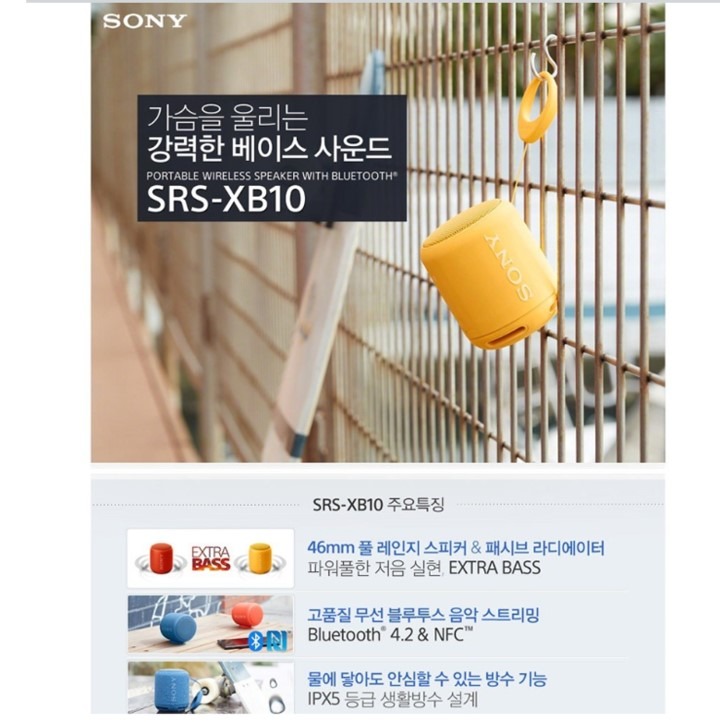 SONY
가슴을 울리는
강력한 베이스 사운드
PORTABLE WIRELESS SPEAKER WITH BLUETOOTH®
SRS-XB10
SONY
SRS-XB10 주요특징
EXTRA
BASS
46mm 풀 레인지 스피커 & 패시브 라디에이터
파워풀한 저음 실현, EXTRA BASS
고품질 무선 블루투스 음악 스트리밍
Bluetooth® 4.2 & NFC™
물에 닿아도 안심할 수 있는 방수 기능
IPX5 등급 생활방수 설계
SONY